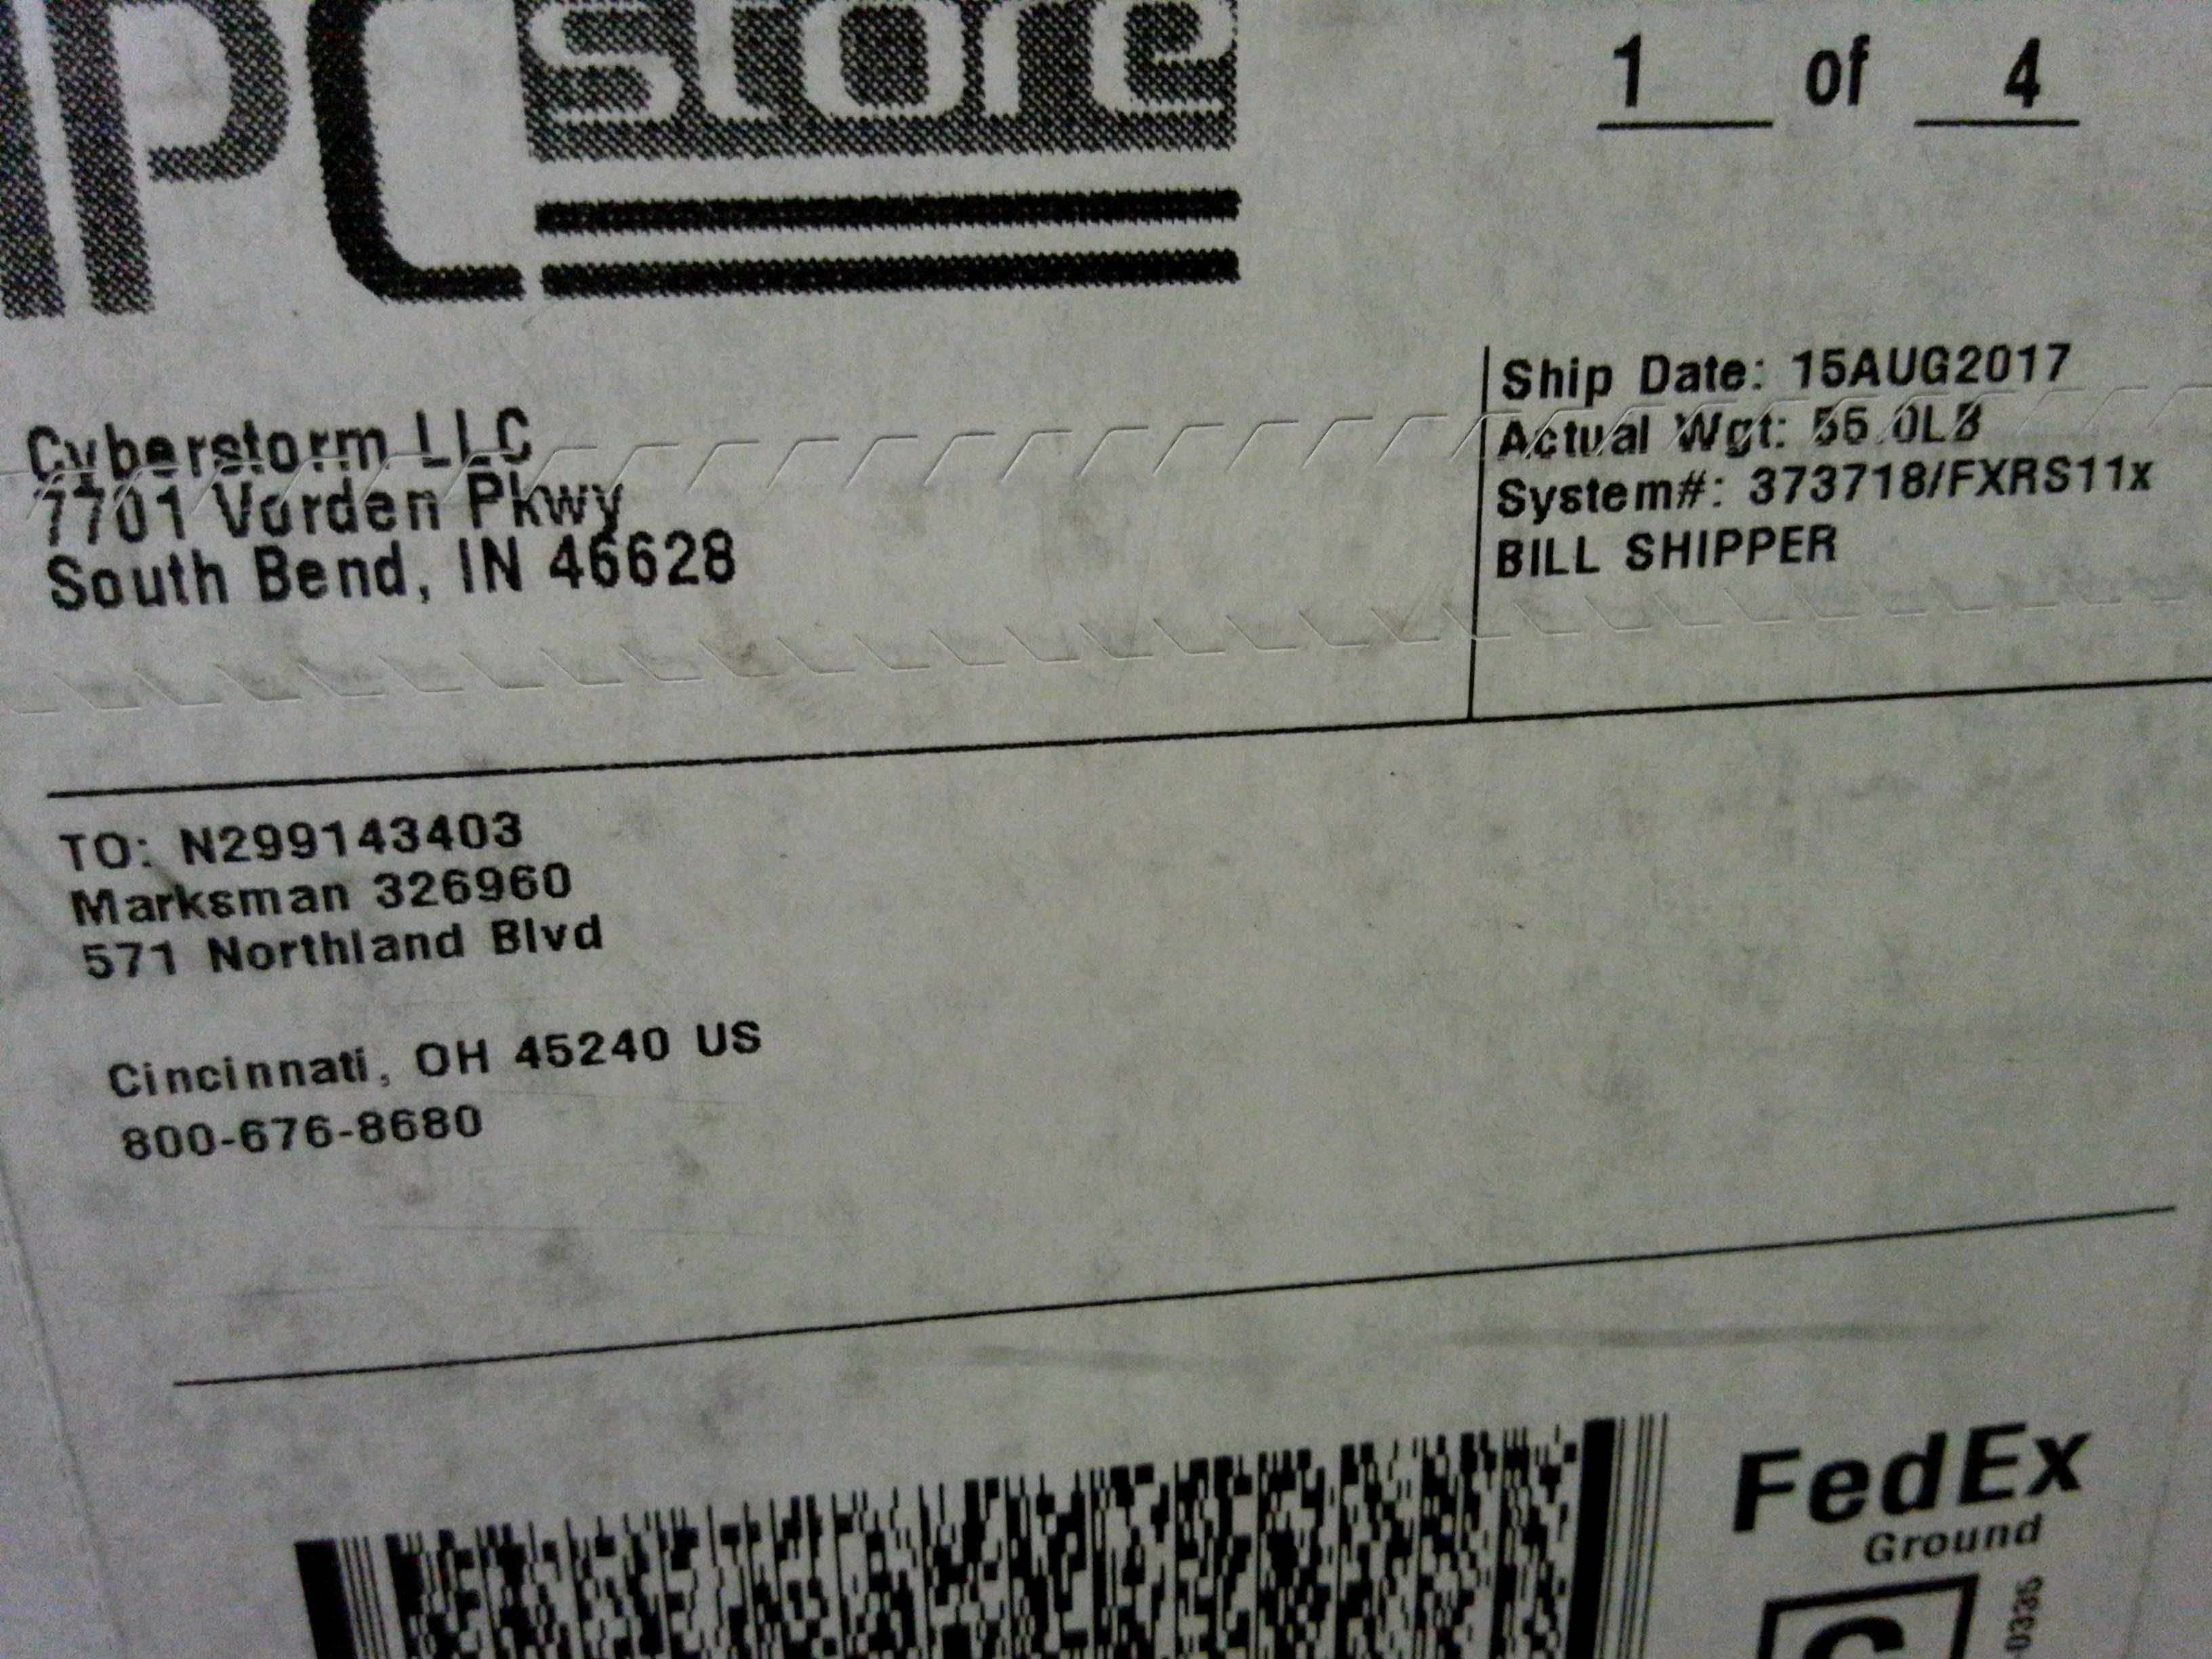 PC store
1 of 4
Cyberstorm LLC
7701 Vorden Pkwy
South Bend, IN 46628
Ship Date: 15AUG2017
Actual Wgt: 55.0LB
System#: 373718/FXRS11x
BILL SHIPPER
TO: N299143403
Marksman 326960
571 Northland Blvd
Cincinnati, OH 45240 US
800-676-8680
FedEx
Ground
G